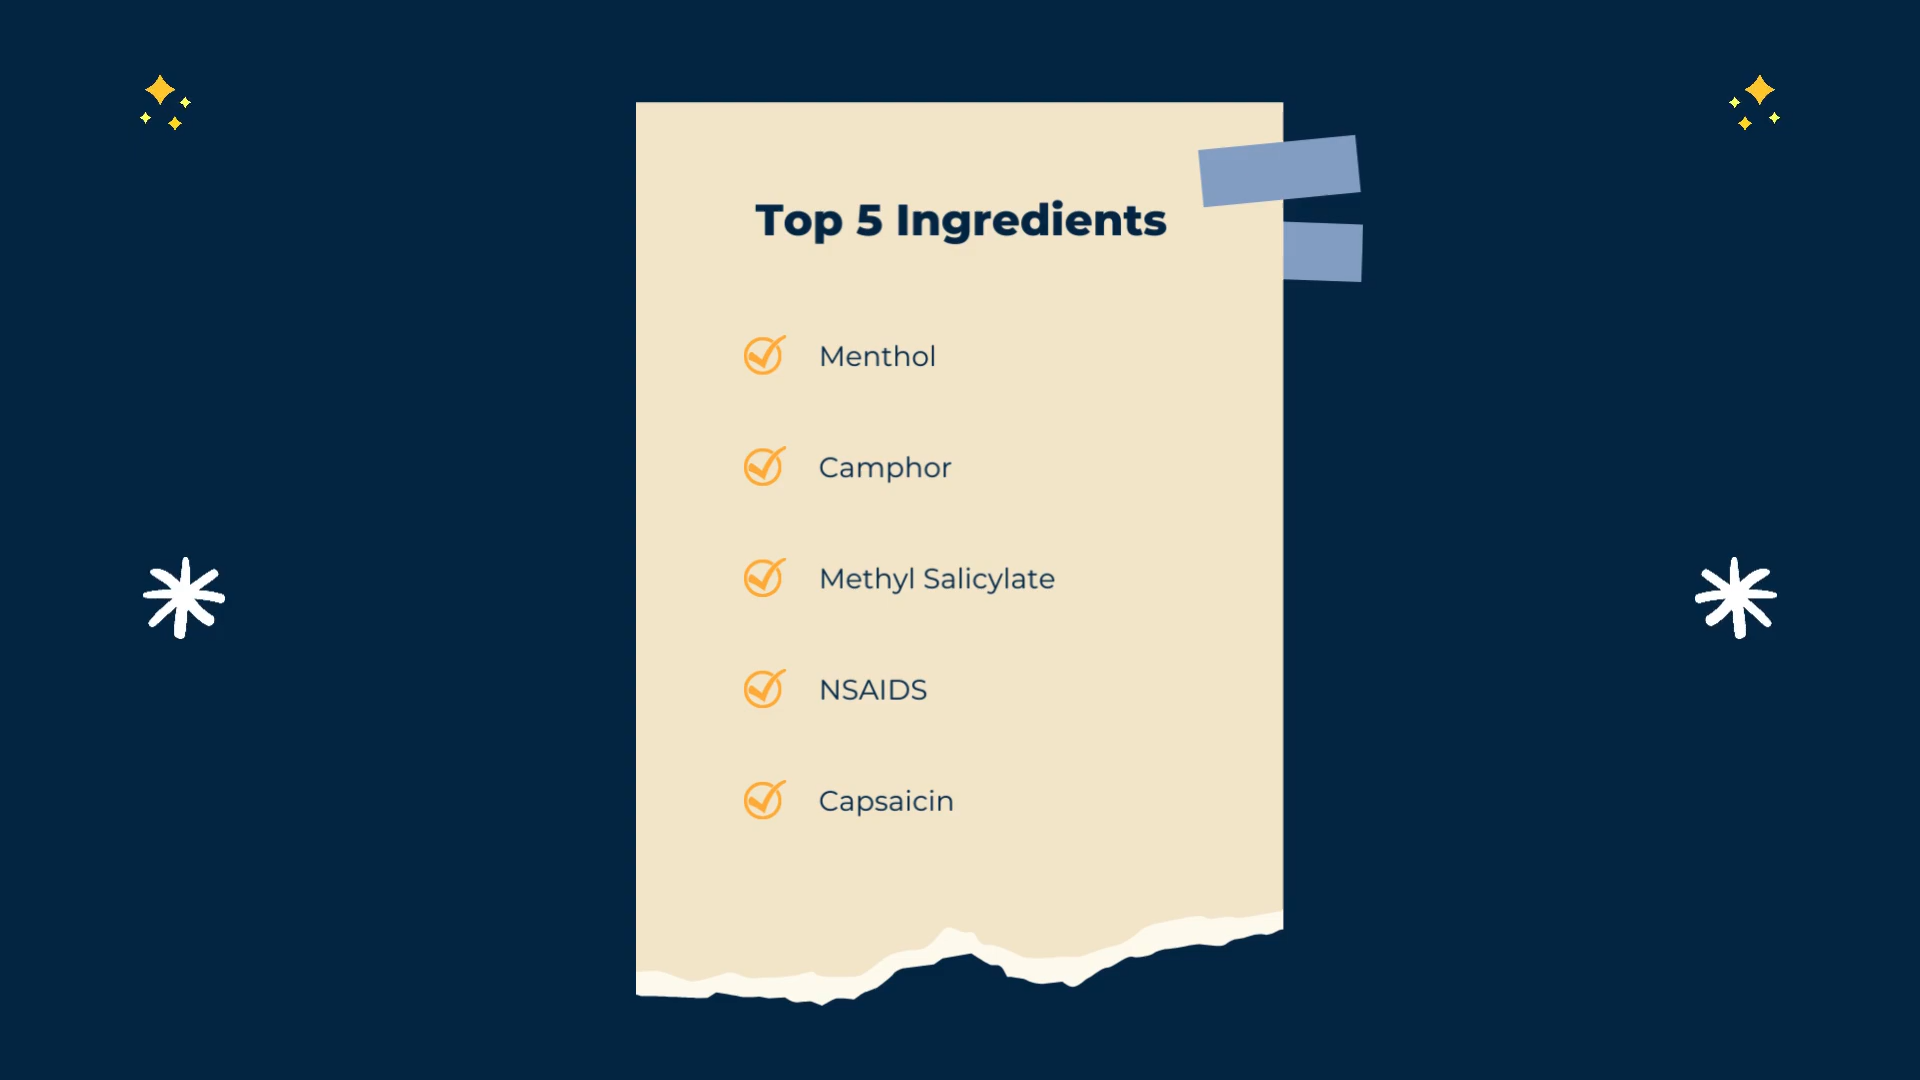 Top 5 Ingredients
Menthol
Camphor
Methyl Salicylate
NSAIDS
Capsaicin